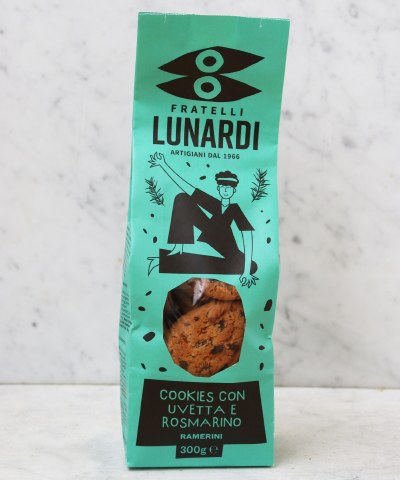 FRATELLI
LUNARDI
ARTIGIANI DAL 1966
COOKIES CON
UVETTA E
ROSMARINO
RAMERINI
300g ℮